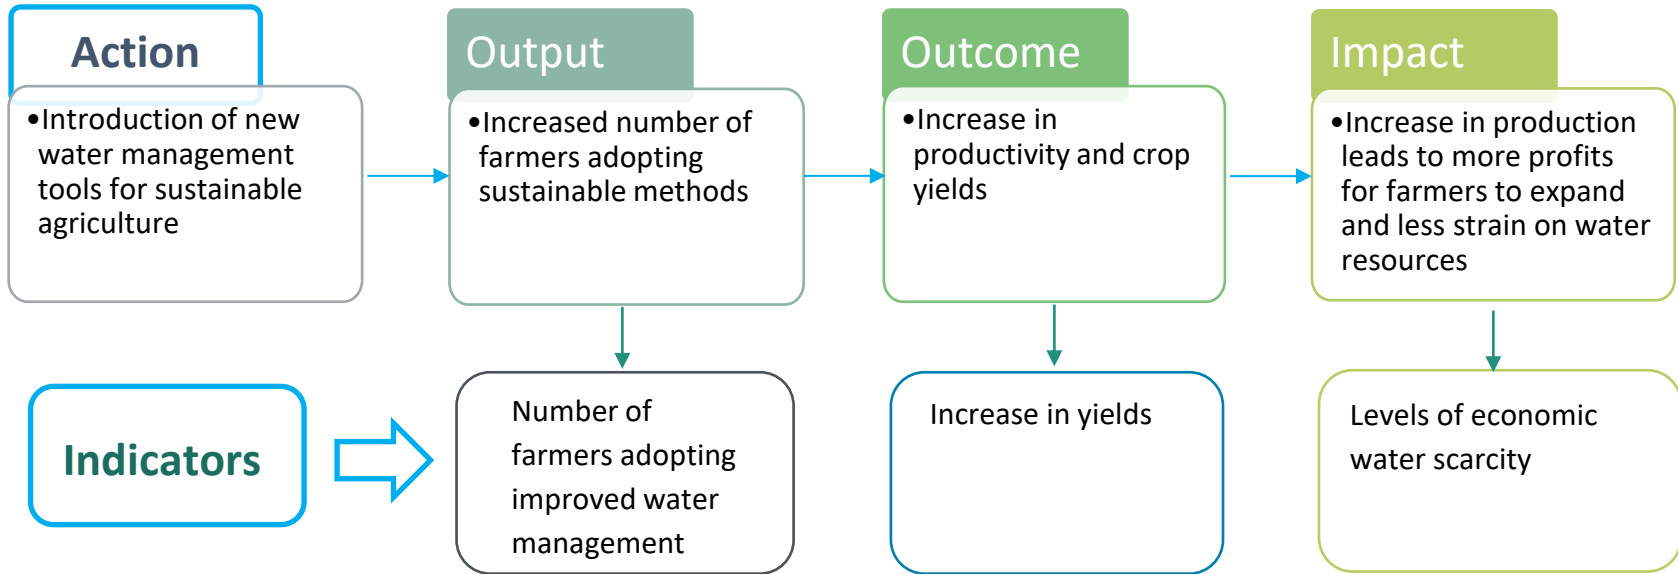 Action
•Introduction of new
water management
tools for sustainable
agriculture
Output
•Increased number of
farmers adopting
sustainable methods
Outcome
•Increase in
productivity and crop
yields
Impact
•Increase in production
leads to more profits
for farmers to expand
and less strain on water
resources
Indicators
Number of
farmers adopting
improved water
management
Increase in yields
Levels of economic
water scarcity